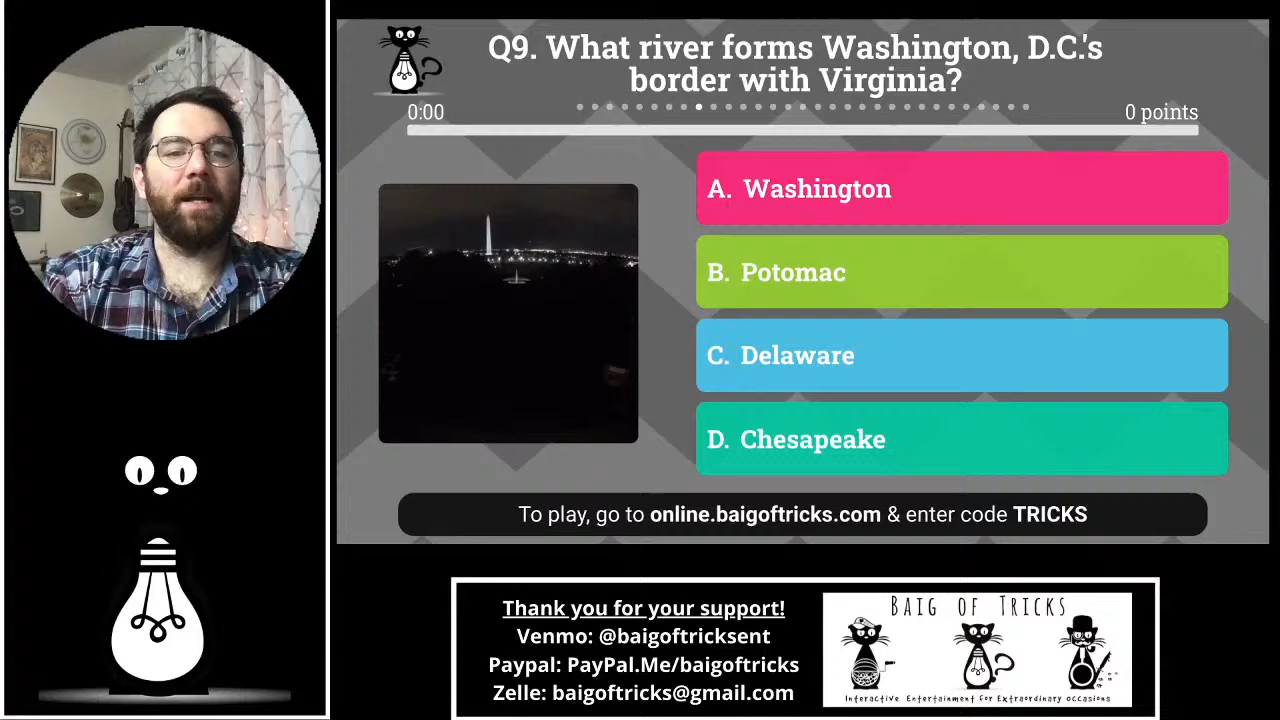 Q9. What river forms Washington, D.C.'s
border with Virginia?
0:00
0 points
A. Washington
B. Potomac
C. Delaware
D. Chesapeake
To play, go to online.baigoftricks.com & enter code TRICKS
Thank you for your support!
Venmo: @baigoftricksent
Paypal: PayPal.Me/baigoftricks
Zelle: baigoftricks@gmail.com
BAIG OF TRICKS
Interactive Entertainment for Extraordinary occasions